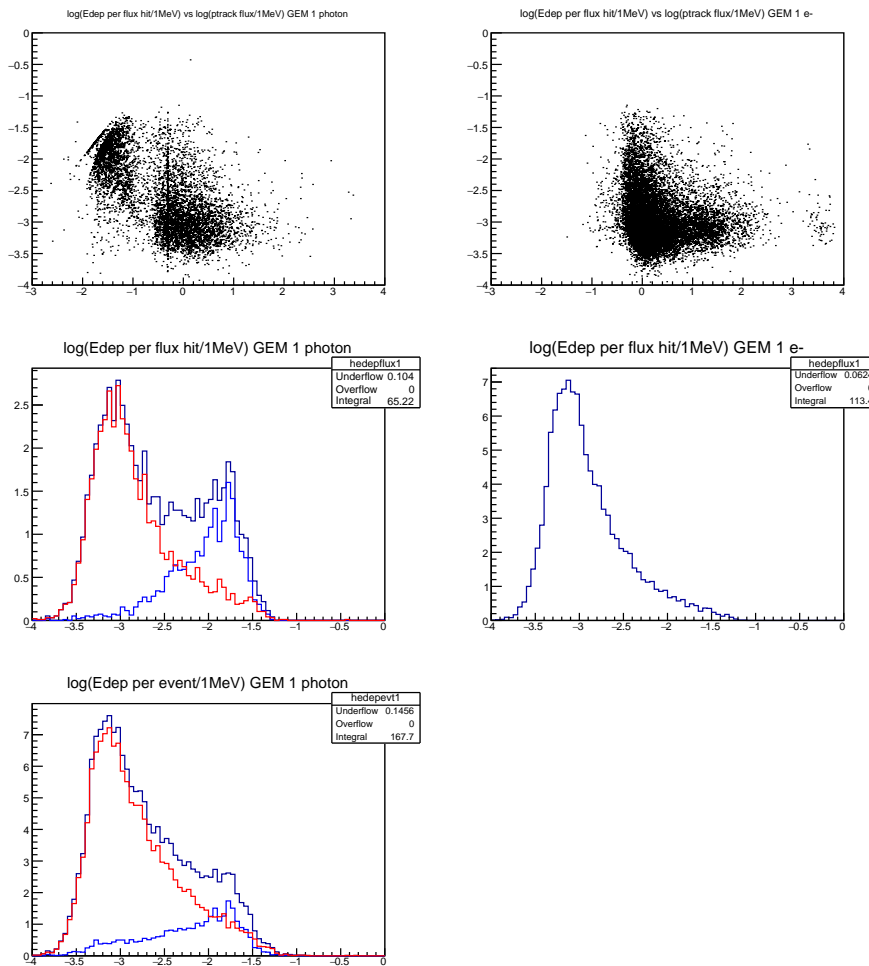 log(Edep per flux hit/1MeV) vs log(ptrack flux/1MeV) GEM 1 photon
0
−0.5
−1
−1.5
−2
−2.5
−3
−3.5
−4
−3 −2 −1 0 1 2 3 4
log(Edep per flux hit/1MeV) vs log(ptrack flux/1MeV) GEM 1 e-
0
−0.5
−1
−1.5
−2
−2.5
−3
−3.5
−4
−3 −2 −1 0 1 2 3 4
log(Edep per flux hit/1MeV) GEM 1 photon
hedepflux1
Underflow 0.104
Overflow 0
Integral 65.22
2.5
2
1.5
1
0.5
0
−4 −3.5 −3 −2.5 −2 −1.5 −1 −0.5 0
log(Edep per flux hit/1MeV) GEM 1 e-
hedepflux1
Underflow 0.0624
Overflow 0
Integral 113.4
7
6
5
4
3
2
1
0
−4 −3.5 −3 −2.5 −2 −1.5 −1 −0.5 0
log(Edep per event/1MeV) GEM 1 photon
hedepevt1
Underflow 0.1456
Overflow 0
Integral 167.7
7
6
5
4
3
2
1
0
−4 −3.5 −3 −2.5 −2 −1.5 −1 −0.5 0